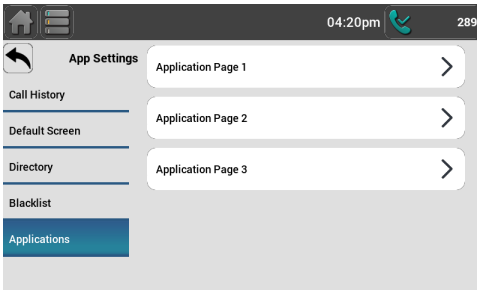 04:20pm 289
App Settings
Call History
Default Screen
Directory
Blacklist
Applications
Application Page 1
Application Page 2
Application Page 3